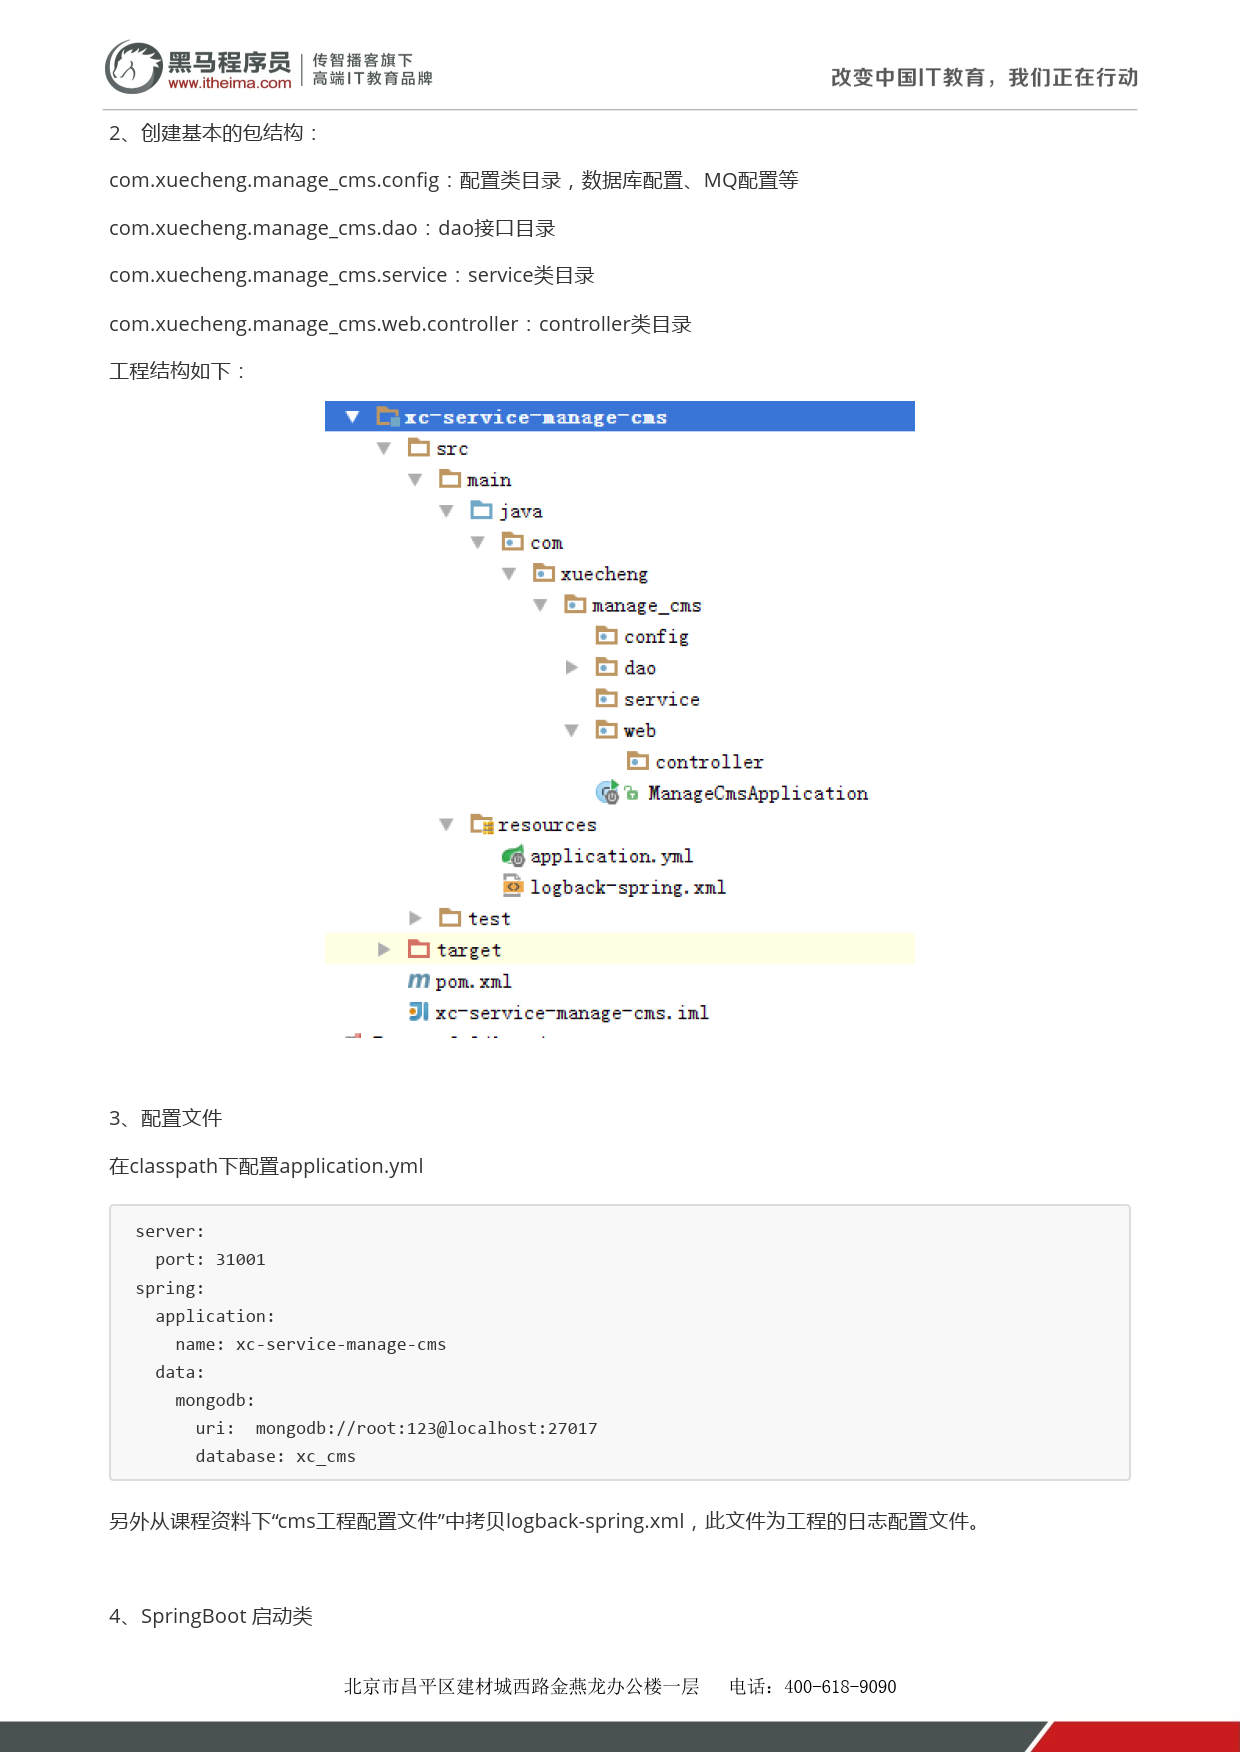 黑马程序员
www.itheima.com
传智播客旗下
高端IT教育品牌
改变中国IT教育，我们正在行动
2、创建基本的包结构：
com.xuecheng.manage_cms.config：配置类目录，数据库配置、MQ配置等
com.xuecheng.manage_cms.dao：dao接口目录
com.xuecheng.manage_cms.service：service类目录
com.xuecheng.manage_cms.web.controller：controller类目录
工程结构如下：
xc-service-manage-cms
src
main
java
com
xuecheng
manage_cms
config
dao
service
web
controller
ManageCmsApplication
resources
application.yml
logback-spring.xml
test
target
pom.xml
xc-service-manage-cms.iml
3、配置文件
在classpath下配置application.yml
server:
port: 31001
spring:
application:
name: xc-service-manage-cms
data:
mongodb:
uri:  mongodb://root:123@localhost:27017
database: xc_cms
另外从课程资料下“cms工程配置文件”中拷贝logback-spring.xml，此文件为工程的日志配置文件。
4、SpringBoot 启动类
北京市昌平区建材城西路金燕龙办公楼一层 电话：400-618-9090